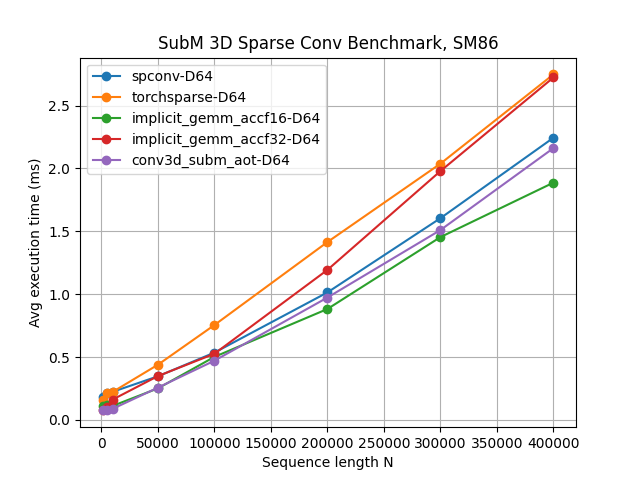 SubM 3D Sparse Conv Benchmark, SM86
spconv-D64
torchsparse-D64
implicit_gemm_accf16-D64
implicit_gemm_accf32-D64
conv3d_subm_aot-D64
Avg execution time (ms)
2.5
2.0
1.5
1.0
0.5
0.0
0 50000 100000 150000 200000 250000 300000 350000 400000
Sequence length N